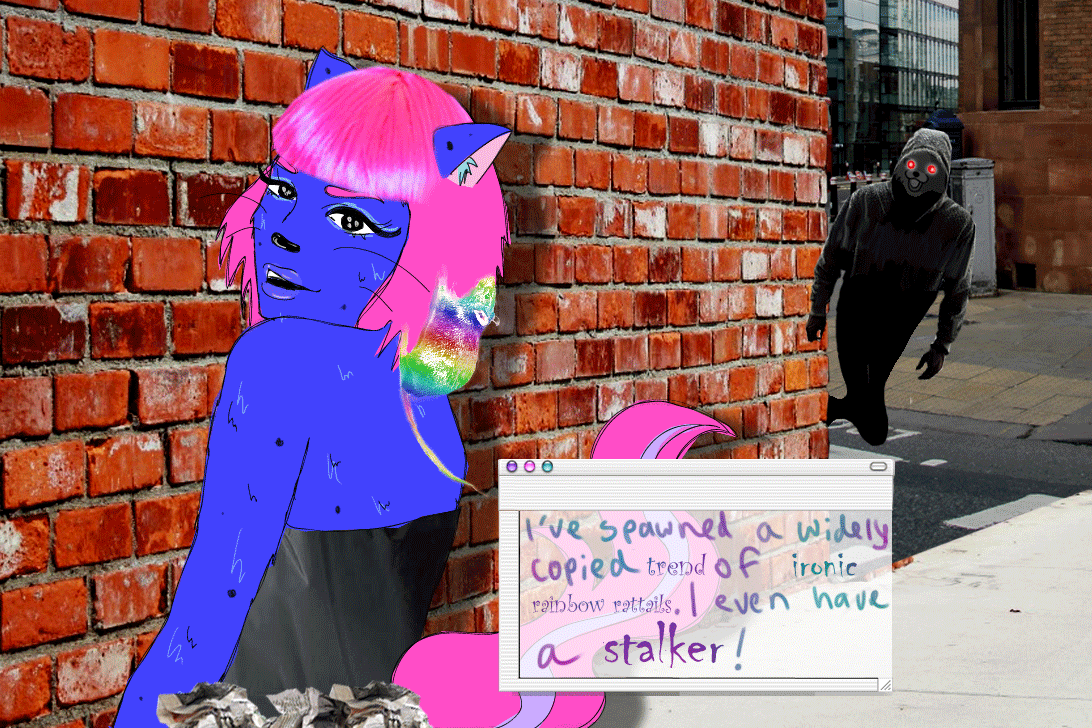 I've spawned a widely
copied trend of ironic
rainbow rattails. I even have
a stalker!